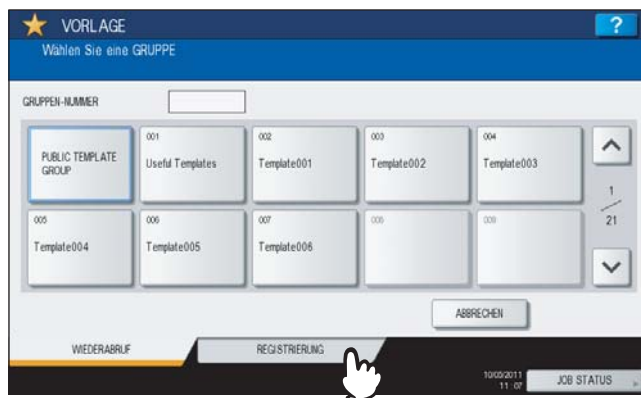 VORLAGE
?
Wählen Sie eine GRUPPE
GRUPPEN-NUMMER
PUBLIC TEMPLATE GROUP
001
Useful Templates
002
Template001
003
Template002
004
Template003
1
21
005
Template004
006
Template005
007
Template006
008
009
ABBRECHEN
WIEDERABRUF
REGISTRIERUNG
10/03/2011
11:07
JOB STATUS